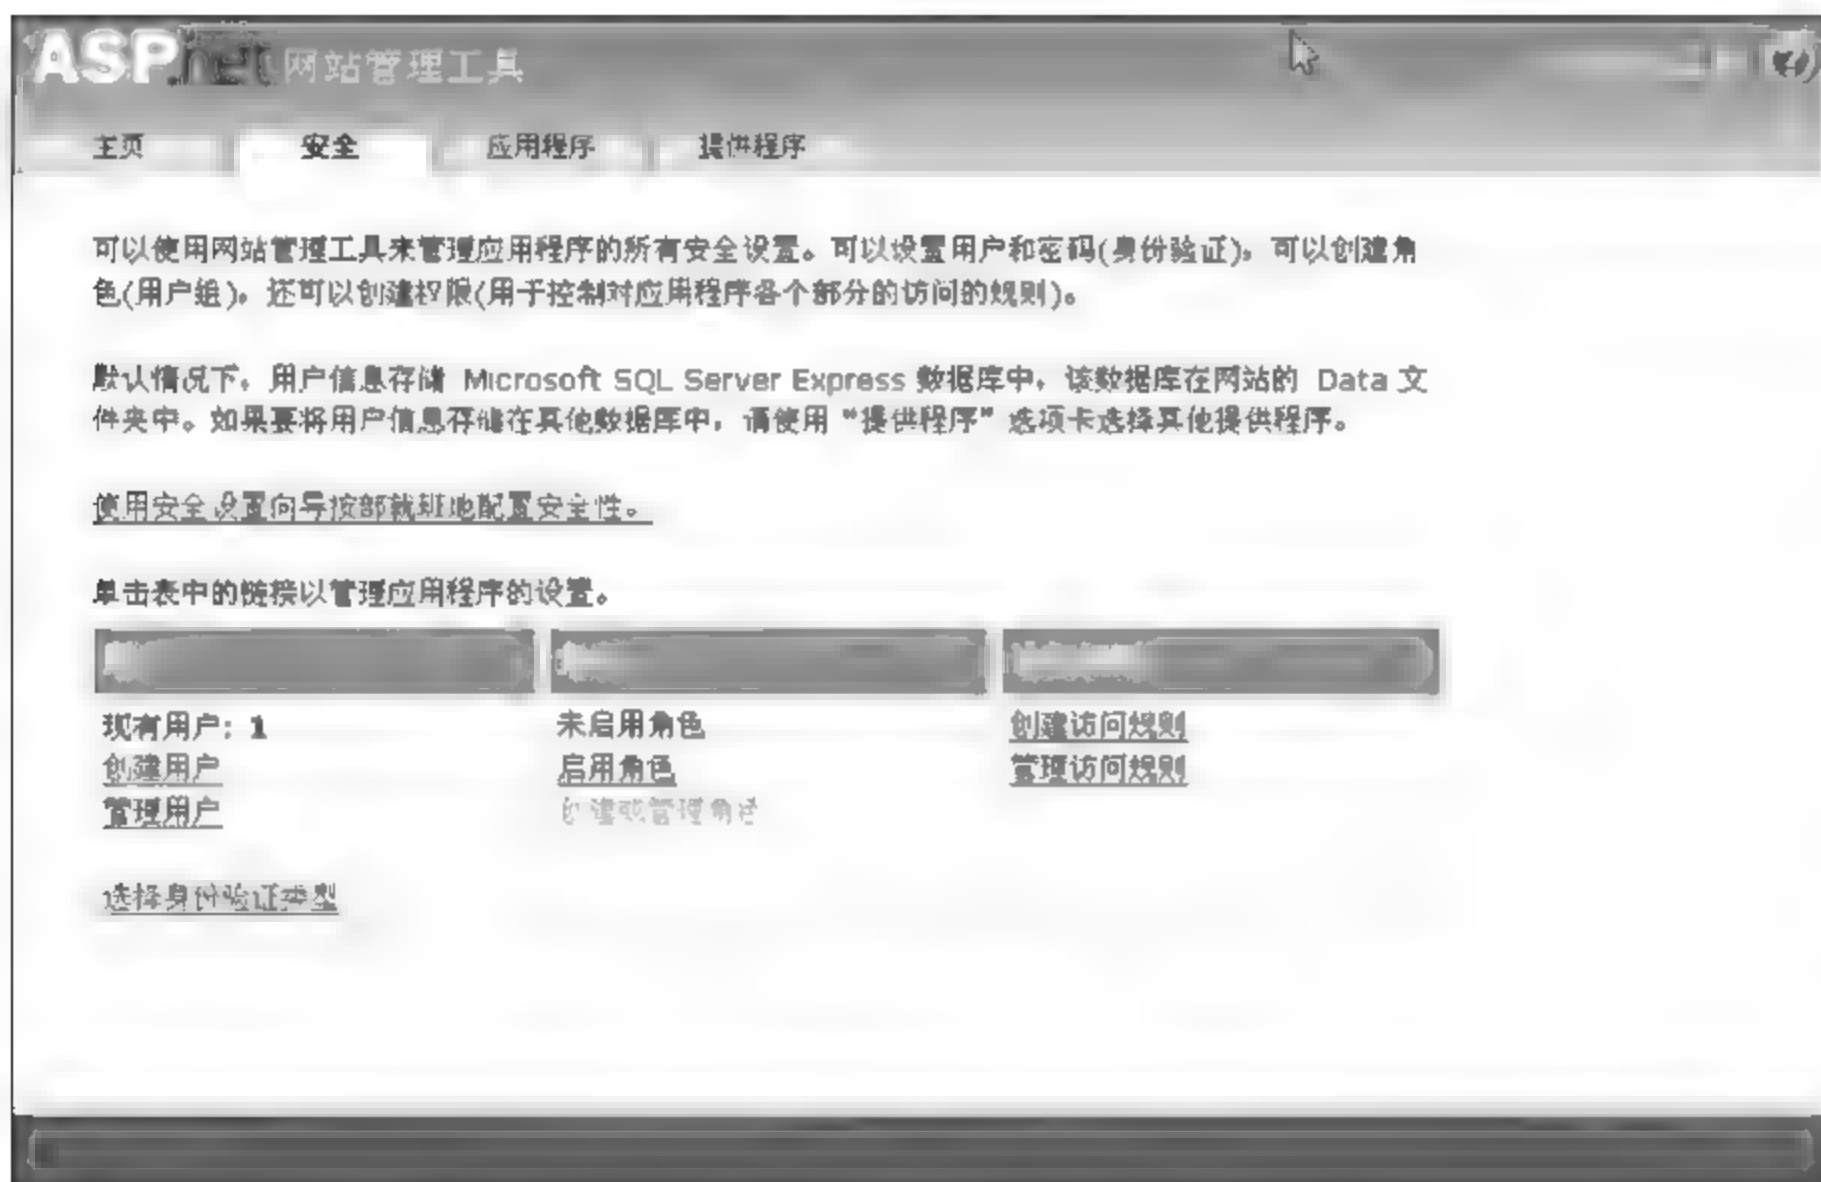 ASP.net 网站管理工具
主页 安全 应用程序 提供程序
可以使用网站管理工具来管理应用程序的所有安全设置。可以设置用户和密码(身份验证)，可以创建角
色(用户组)，还可以创建权限(用于控制对应用程序各个部分的访问的规则)。
默认情况下，用户信息存储 Microsoft SQL Server Express 数据库中，该数据库在网站的 Data 文
件夹中。如果要将用户信息存储在其他数据库中，请使用“提供程序”选项卡选择其他提供程序。
使用安全设置向导按部就班地配置安全性。
单击表中的链接以管理应用程序的设置。
现有用户: 1 未启用角色 创建访问规则
创建用户 启用角色 管理访问规则
管理用户 创建或管理角色
选择身份验证类型